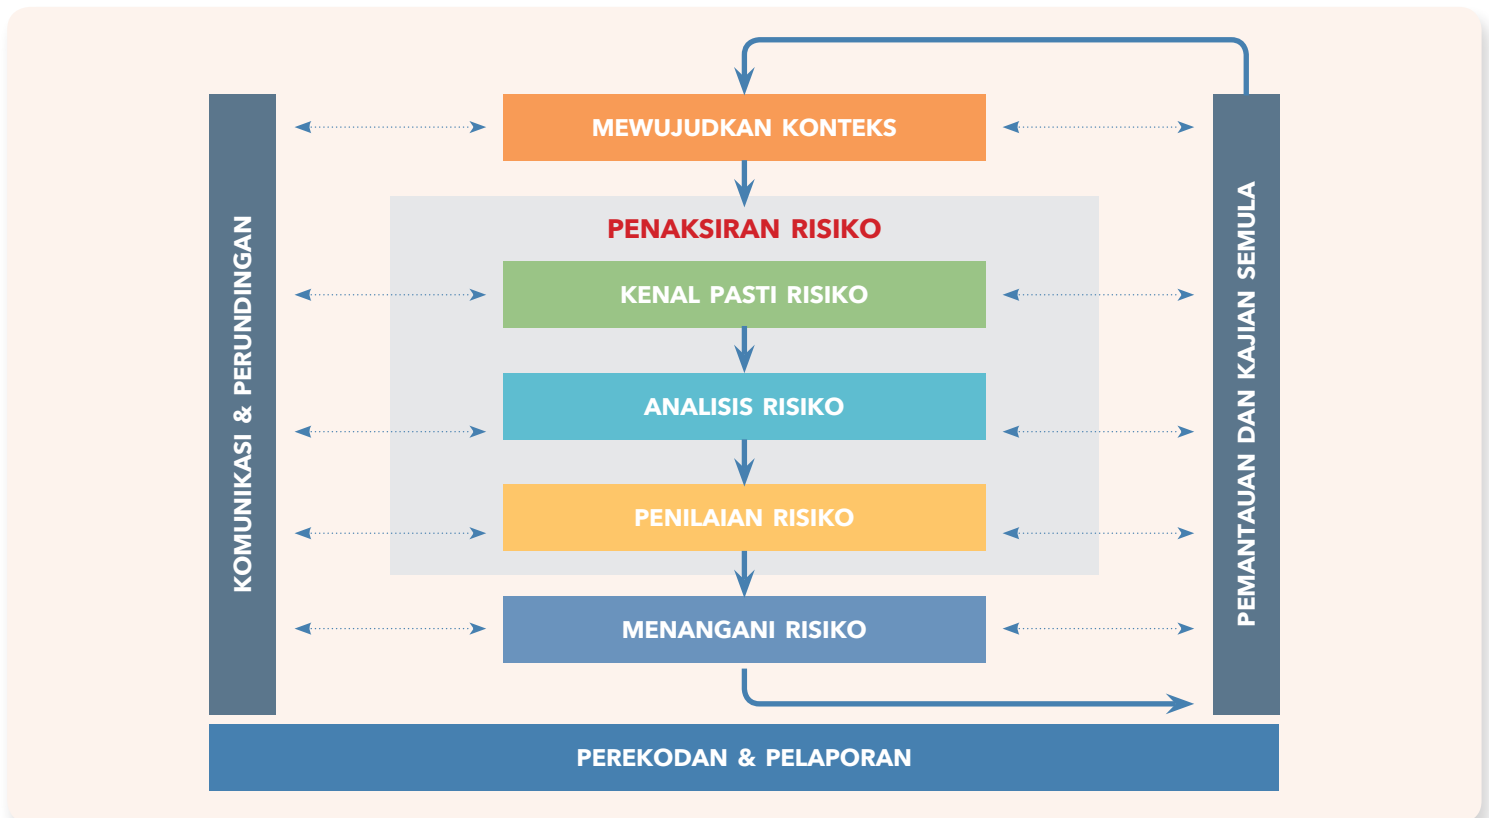 MEWUJUDKAN KONTEKS
KOMUNIKASI & PERUNDINGAN
PENAKSIRAN RISIKO
KENAL PASTI RISIKO
ANALISIS RISIKO
PENILAIAN RISIKO
MENANGANI RISIKO
PEMANTAUAN DAN KAJIAN SEMULA
PEREKODAN & PELAPORAN